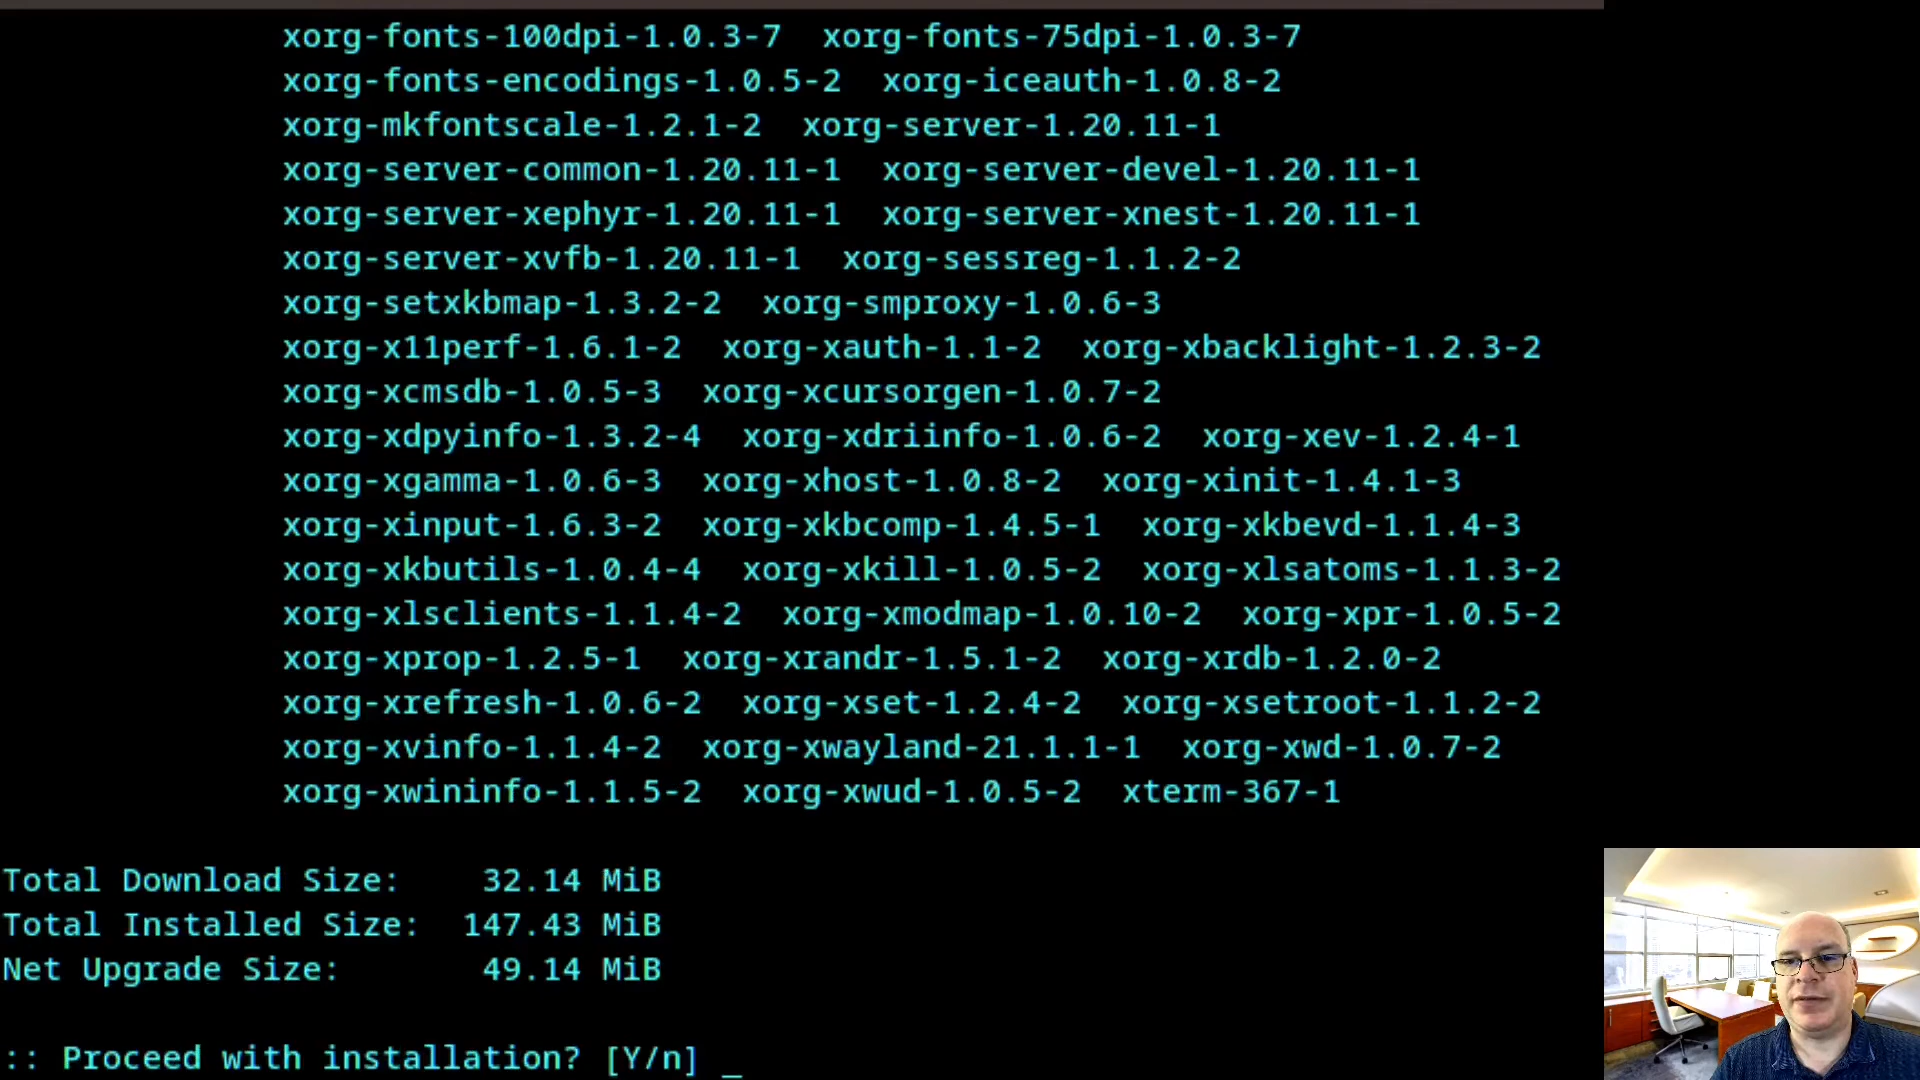 xorg-fonts-100dpi-1.0.3-7  xorg-fonts-75dpi-1.0.3-7
xorg-fonts-encodings-1.0.5-2  xorg-iceauth-1.0.8-2
xorg-mkfontscale-1.2.1-2  xorg-server-1.20.11-1
xorg-server-common-1.20.11-1  xorg-server-devel-1.20.11-1
xorg-server-xephyr-1.20.11-1  xorg-server-xnest-1.20.11-1
xorg-server-xvfb-1.20.11-1  xorg-sessreg-1.1.2-2
xorg-setxkbmap-1.3.2-2  xorg-smproxy-1.0.6-3
xorg-x11perf-1.6.1-2  xorg-xauth-1.1-2  xorg-xbacklight-1.2.3-2
xorg-xcmsdb-1.0.5-3  xorg-xcursorgen-1.0.7-2
xorg-xdpyinfo-1.3.2-4  xorg-xdriinfo-1.0.6-2  xorg-xev-1.2.4-1
xorg-xgamma-1.0.6-3  xorg-xhost-1.0.8-2  xorg-xinit-1.4.1-3
xorg-xinput-1.6.3-2  xorg-xkbcomp-1.4.5-1  xorg-xkbevd-1.1.4-3
xorg-xkbutils-1.0.4-4  xorg-xkill-1.0.5-2  xorg-xlsatoms-1.1.3-2
xorg-xlsclients-1.1.4-2  xorg-xmodmap-1.0.10-2  xorg-xpr-1.0.5-2
xorg-xprop-1.2.5-1  xorg-xrandr-1.5.1-2  xorg-xrdb-1.2.0-2
xorg-xrefresh-1.0.6-2  xorg-xset-1.2.4-2  xorg-xsetroot-1.1.2-2
xorg-xvinfo-1.1.4-2  xorg-xwayland-21.1.1-1  xorg-xwd-1.0.7-2
xorg-xwininfo-1.1.5-2  xorg-xwud-1.0.5-2  xterm-367-1
Total Download Size:    32.14 MiB
Total Installed Size:  147.43 MiB
Net Upgrade Size:       49.14 MiB
:: Proceed with installation? [Y/n] _